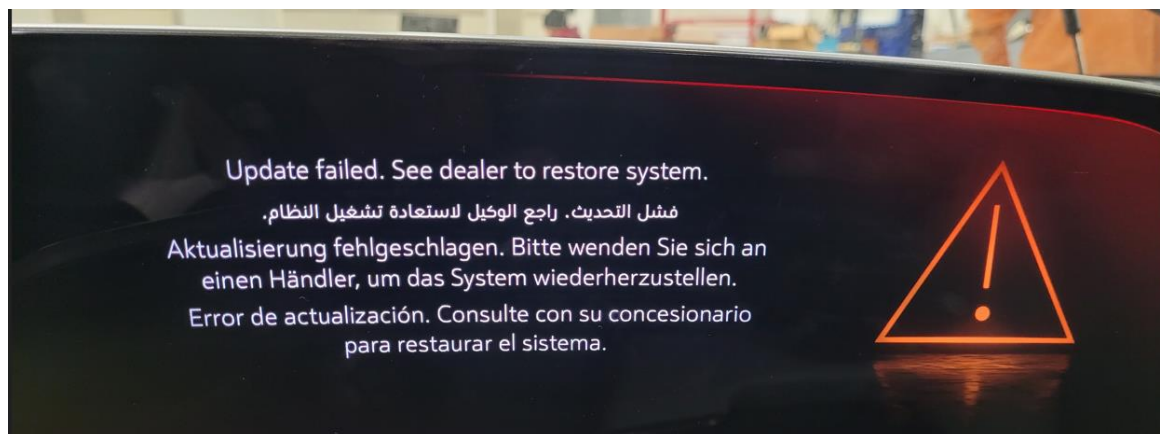 Update failed. See dealer to restore system.
فشل التحديث. راجع الوكيل لاستعادة تشغيل النظام.
Aktualisierung fehlgeschlagen. Bitte wenden Sie sich an
einen Händler, um das System wiederherzustellen.
Error de actualización. Consulte con su concesionario
para restaurar el sistema.